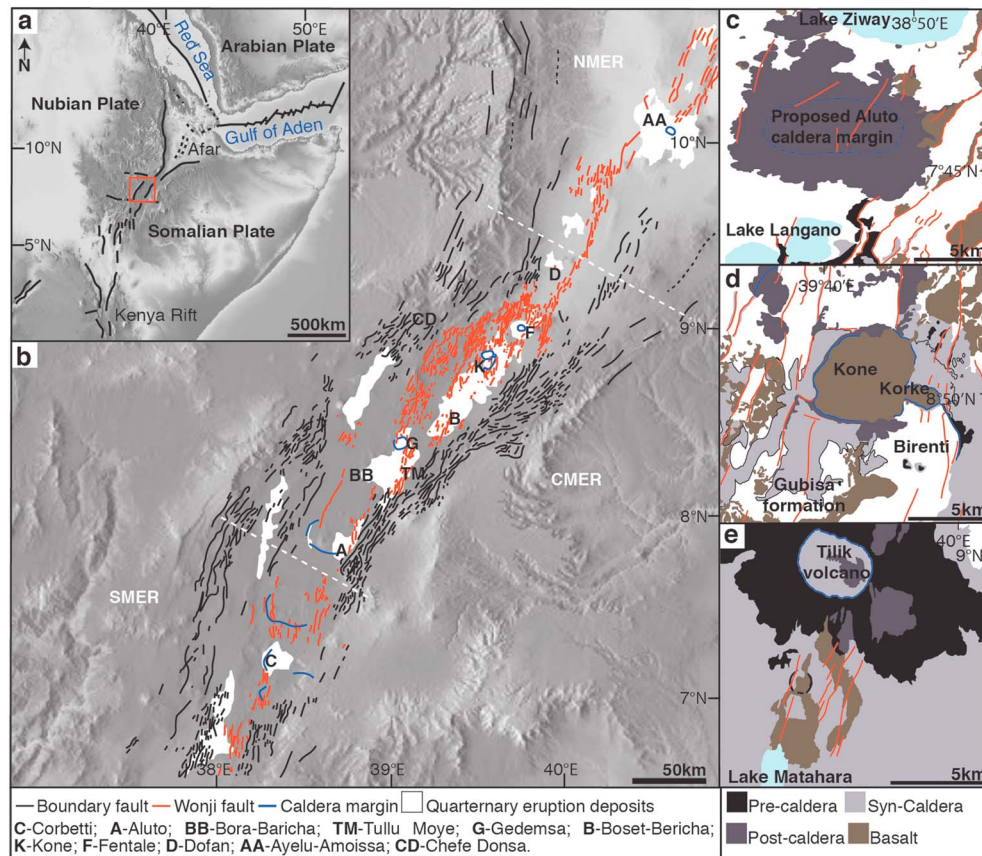 a
40°E
50°E
N
Red Sea
Arabian Plate
Nubian Plate
Gulf of Aden
10°N
Afar
Somalian Plate
5°N
Kenya Rift
500km
b
NMER
AA
10°N
D
CD
9°N
F
K
B
G
BB
TM
CMER
8°N
A
SMER
C
7°N
38°E
39°E
40°E
50km
c
Lake Ziway
38°50'E
Proposed Aluto
caldera margin
7°45'N
Lake Langano
5km
d
39°40'E
Kone
Korke
8°50'N
Birenti
Gubisa
formation
5km
e
40°E
9°N
Tilik
volcano
Lake Matahara
5km
Boundary fault Wonji fault Caldera margin Quarternary eruption deposits
C-Corbetti; A-Aluto; BB-Bora-Baricha; TM-Tullu Moye; G-Gedemsa; B-Boset-Bericha;
K-Kone; F-Fentale; D-Dofan; AA-Ayelu-Amoissa; CD-Chefe Donsa.
Pre-caldera Syn-Caldera
Post-caldera Basalt